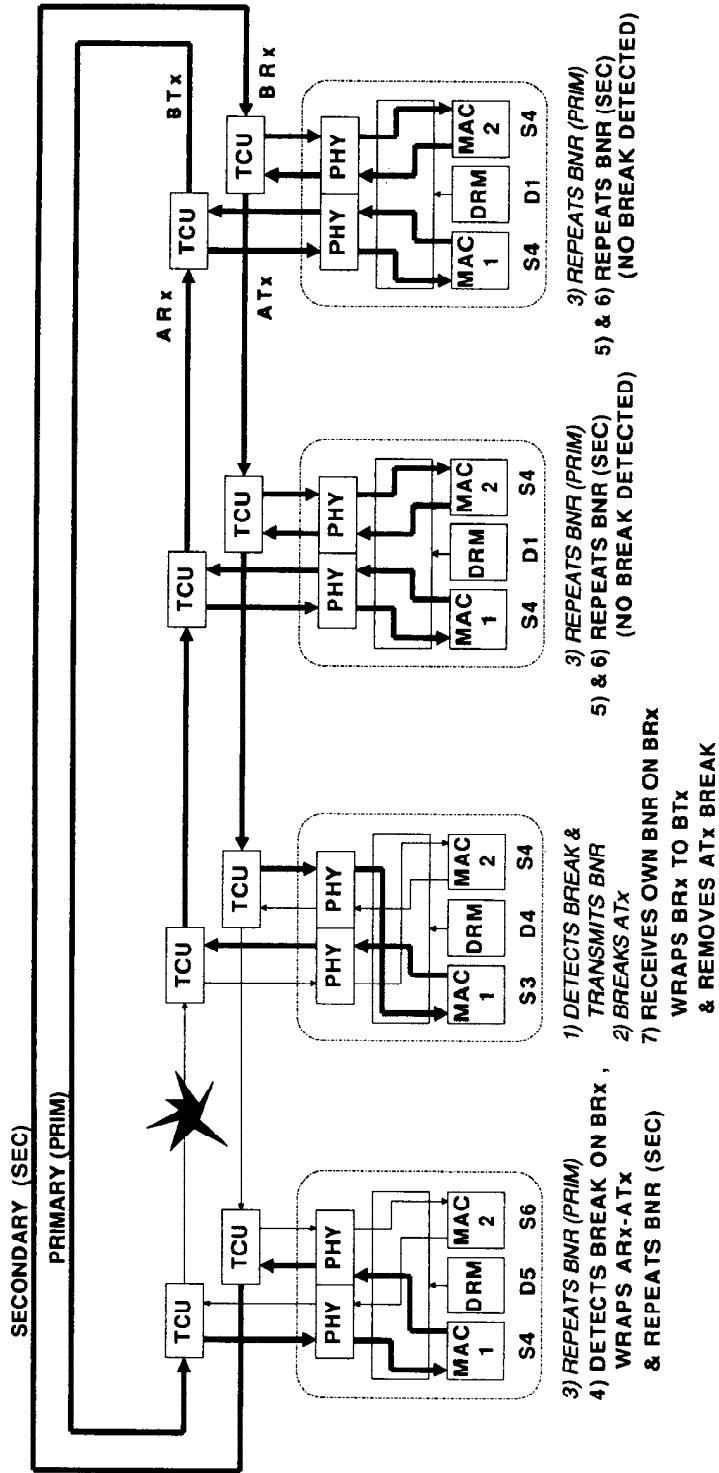 SECONDARY (SEC)
PRIMARY (PRIM)
ARx
BTx
TCU
TCU
TCU
TCU
TCU
TCU
TCU
TCU
ATx
BRx
PHY PHY
PHY PHY
PHY PHY
PHY PHY
MAC 1
DRM
MAC 2
S4 D5 S6
MAC 1
DRM
MAC 2
S3 D4 S4
MAC 1
DRM
MAC 2
S4 D1 S4
MAC 1
DRM
MAC 2
S4 D1 S4
3) REPEATS BNR (PRIM)
4) DETECTS BREAK ON BRx ,
WRAPS ARx-ATx
& REPEATS BNR (SEC)
1) DETECTS BREAK &
TRANSMITS BNR
2) BREAKS ATx
7) RECEIVES OWN BNR ON BRx
WRAPS BRx TO BTx
& REMOVES ATx BREAK
3) REPEATS BNR (PRIM)
5) & 6) REPEATS BNR (SEC)
(NO BREAK DETECTED)
3) REPEATS BNR (PRIM)
5) & 6) REPEATS BNR (SEC)
(NO BREAK DETECTED)